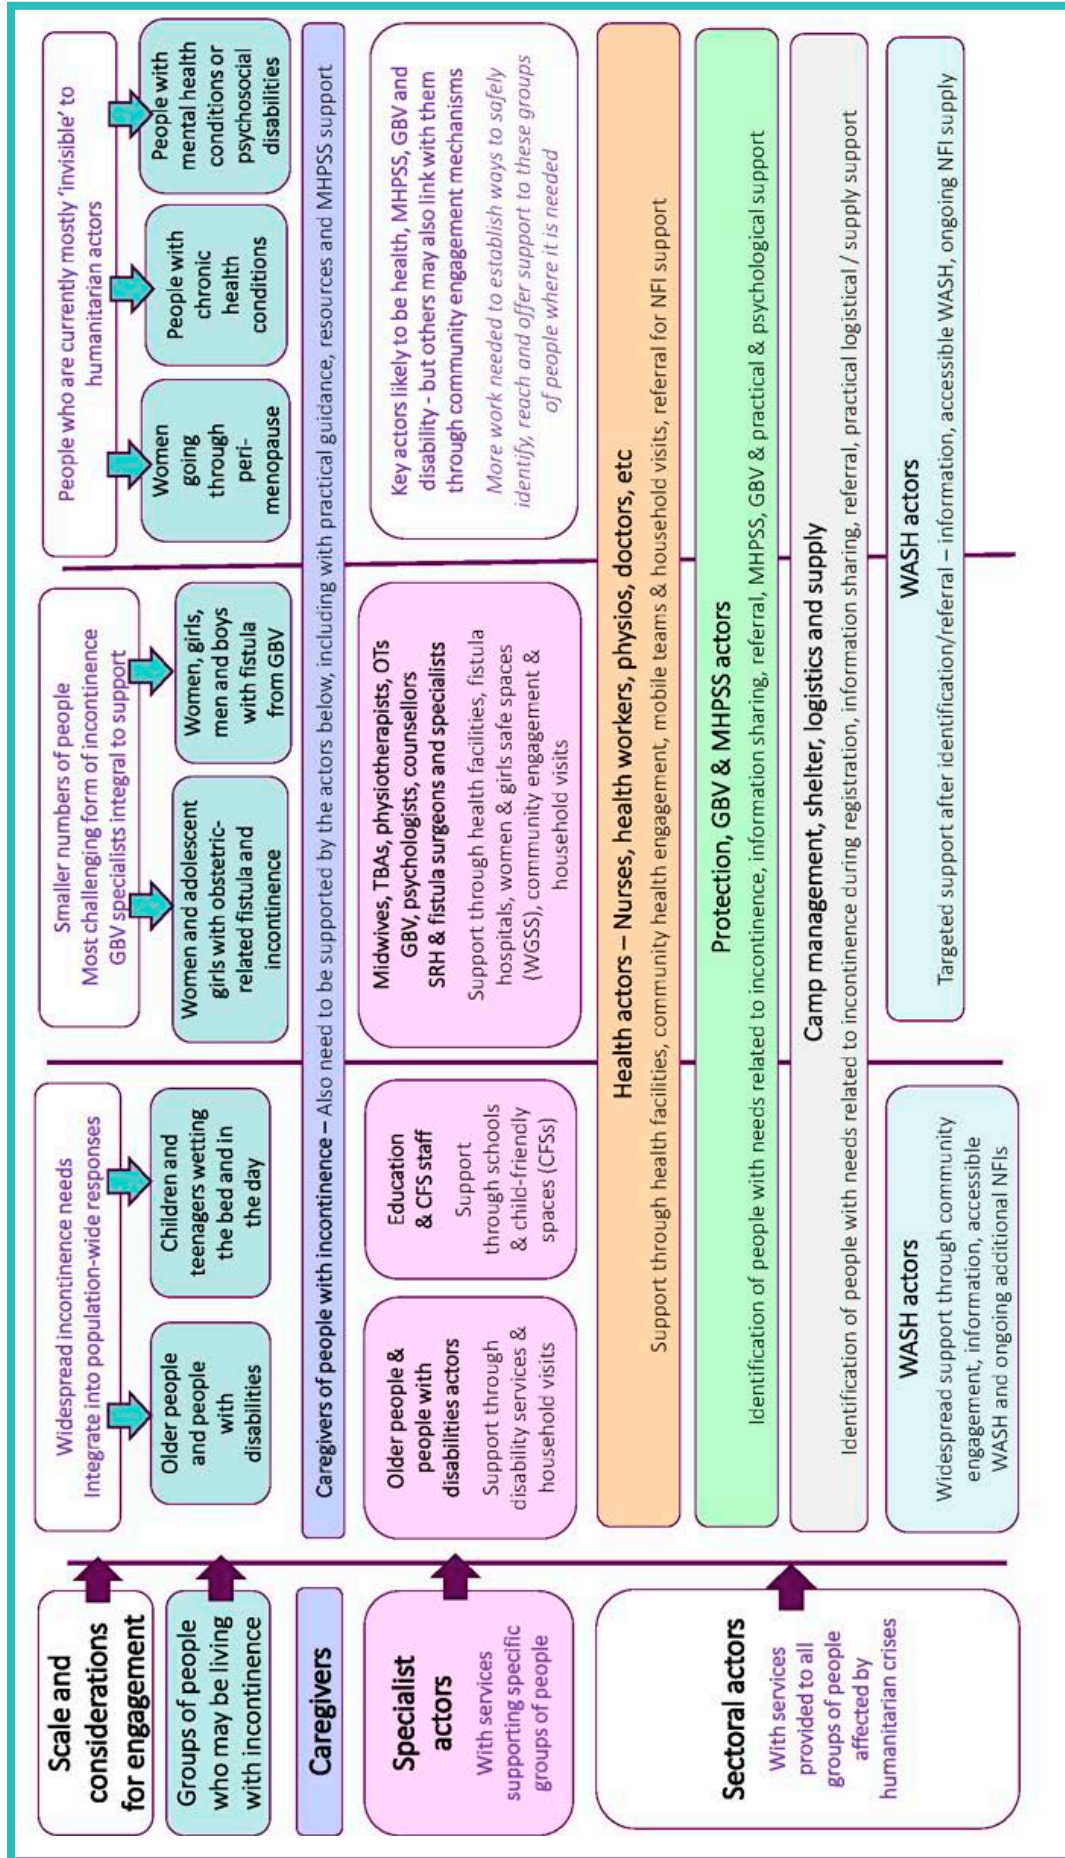 Scale and
considerations
for engagement
Widespread incontinence needs
Integrate into population-wide responses
Smaller numbers of people
Most challenging form of incontinence
GBV specialists integral to support
People who are currently mostly ‘invisible’ to
humanitarian actors
Groups of people
who may be living
with incontinence
Older people
and people
with
disabilities
Children and
teenagers wetting
the bed and in
the day
Women and adolescent
girls with obstetric-
related fistula and
incontinence
Women, girls,
men and boys
with fistula
from GBV
Women
going
through
peri-
menopause
People with
chronic
health
conditions
People with
mental health
conditions or
psychosocial
disabilities
Caregivers
Caregivers of people with incontinence – Also need to be supported by the actors below, including with practical guidance, resources and MHPSS support
Specialist
actors
With services
supporting specific
groups of people
Older people &
people with
disabilities actors
Support through
disability services &
household visits
Education
& CFS staff
Support
through schools
& child-friendly
spaces (CFSs)
Midwives, TBAs, physiotherapists, OTs
GBV, psychologists, counsellors
SRH & fistula surgeons and specialists
Support through health facilities, fistula
hospitals, women & girls safe spaces
(WGSS), community engagement &
household visits
Key actors likely to be health, MHPSS, GBV and
disability - but others may also link with them
through community engagement mechanisms
More work needed to establish ways to safely
identify, reach and offer support to these groups
of people where it is needed
Sectoral actors
With services
provided to all
groups of people
affected by
humanitarian crises
Health actors – Nurses, health workers, physios, doctors, etc
Support through health facilities, community health engagement, mobile teams & household visits, referral for NFI support
Protection, GBV & MHPSS actors
Identification of people with needs related to incontinence, information sharing, referral, MHPSS, GBV & practical & psychological support
Camp management, shelter, logistics and supply
Identification of people with needs related to incontinence during registration, information sharing, referral, practical logistical / supply support
WASH actors
Widespread support through community
engagement, information, accessible
WASH and ongoing additional NFIs
WASH actors
Targeted support after identification/referral – information, accessible WASH, ongoing NFI supply